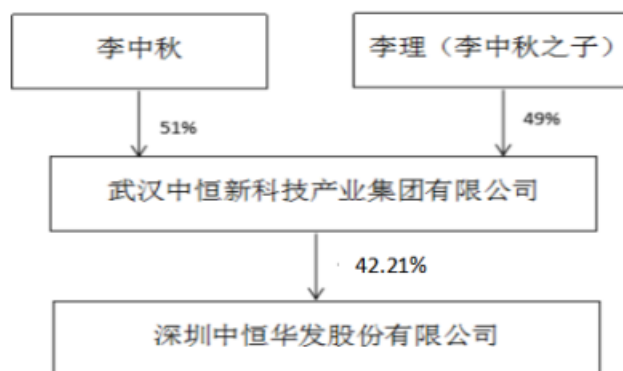 李中秋
李理（李中秋之子）
51%
49%
武汉中恒新科技产业集团有限公司
42.21%
深圳中恒华发股份有限公司